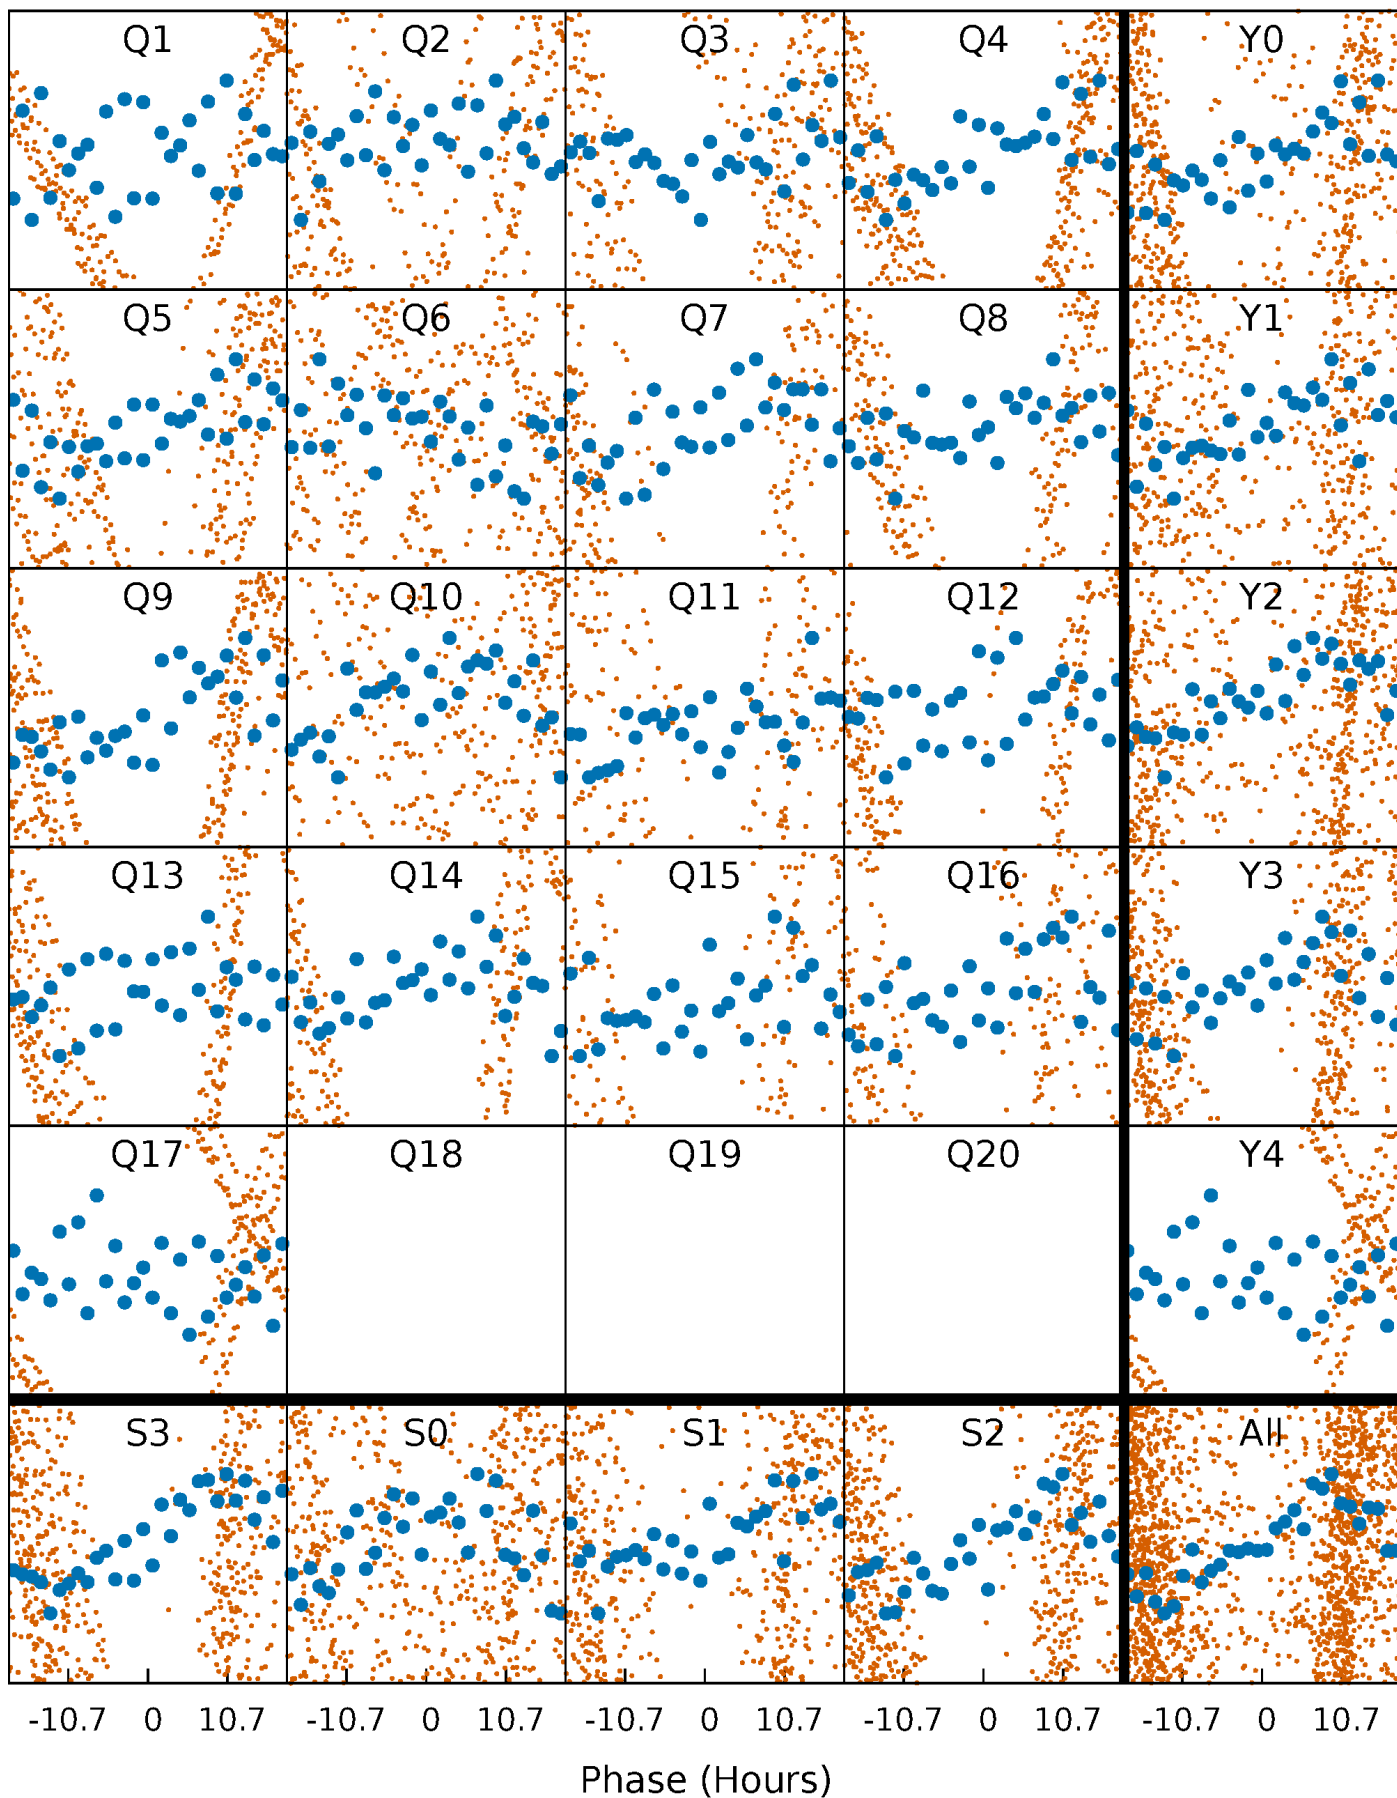 Q1 Q2 Q3 Q4 Y0
Q5 Q6 Q7 Q8 Y1
Q9 Q10 Q11 Q12 Y2
Q13 Q14 Q15 Q16 Y3
Q17 Q18 Q19 Q20 Y4
S3 S0 S1 S2 All
-10.7 0 10.7 -10.7 0 10.7 -10.7 0 10.7 -10.7 0 10.7 -10.7 0 10.7
Phase (Hours)